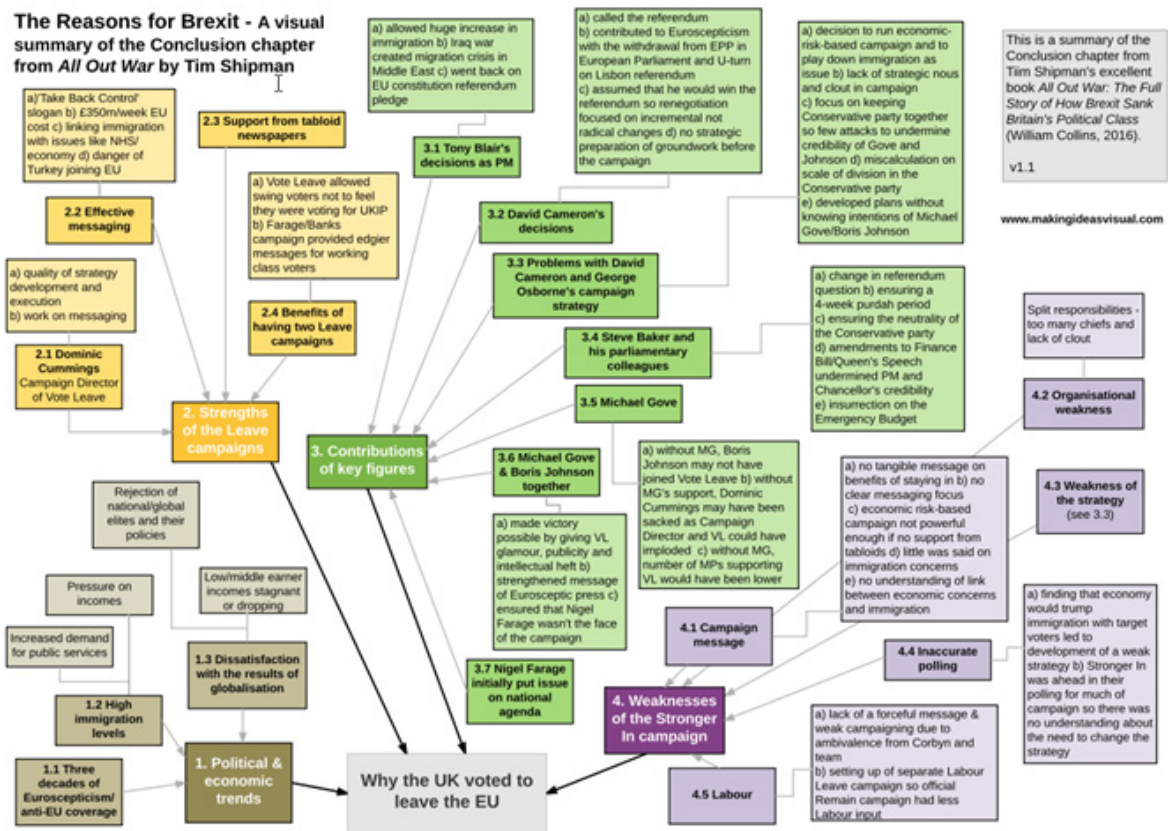 The Reasons for Brexit - A visual
summary of the Conclusion chapter
from All Out War by Tim Shipman
a)'Take Back Control'
slogan b) £350m/week EU
cost c) linking immigration
with issues like NHS/
economy d) danger of
Turkey joining EU
2.2 Effective
messaging
2.3 Support from tabloid
newspapers
a) quality of strategy
development and
execution
b) work on messaging
2.1 Dominic
Cummings
Campaign Director
of Vote Leave
a) Vote Leave allowed
swing voters not to feel
they were voting for UKIP
b) Farage/Banks
campaign provided edgier
messages for working
class voters
2.4 Benefits of
having two Leave
campaigns
2. Strengths
of the Leave
campaigns
a) allowed huge increase in
immigration b) Iraq war
created migration crisis in
Middle East c) went back on
EU constitution referendum
pledge
3.1 Tony Blair's
decisions as PM
a) called the referendum
b) contributed to Euroscepticism
with the withdrawal from EPP in
European Parliament and U-turn
on Lisbon referendum
c) assumed that he would win the
referendum so renegotiation
focused on incremental not
radical changes d) no strategic
preparation of groundwork before
the campaign
3.2 David Cameron's
decisions
a) decision to run economic-
risk-based campaign and to
play down immigration as
issue b) lack of strategic nous
and clout in campaign
c) focus on keeping
Conservative party together
so few attacks to undermine
credibility of Gove and
Johnson d) miscalculation on
scale of division in the
Conservative party
e) developed plans without
knowing intentions of Michael
Gove/Boris Johnson
3.3 Problems with David
Cameron and George
Osborne's campaign
strategy
a) change in referendum
question b) ensuring a
4-week purdah period
c) ensuring the neutrality of
the Conservative party
d) amendments to Finance
Bill/Queen's Speech
undermined PM and
Chancellor's credibility
e) insurrection on the
Emergency Budget
3.4 Steve Baker and
his parliamentary
colleagues
3.5 Michael Gove
a) without MG, Boris
Johnson may not have
joined Vote Leave b) without
MG's support, Dominic
Cummings may have been
sacked as Campaign
Director and VL could have
imploded c) without MG,
number of MPs supporting
VL would have been lower
3. Contributions
of key figures
3.6 Michael Gove
& Boris Johnson
together
a) made victory
possible by giving VL
glamour, publicity and
intellectual heft b)
strengthened message
of Eurosceptic press c)
ensured that Nigel
Farage wasn't the face
of the campaign
3.7 Nigel Farage
initially put issue
on national
agenda
This is a summary of the
Conclusion chapter from
Tiim Shipman's excellent
book All Out War: The Full
Story of How Brexit Sank
Britain's Political Class
(William Collins, 2016).
v1.1
www.makingideasvisual.com
Split responsibilities -
too many chiefs and
lack of clout
4.2 Organisational
weakness
4.3 Weakness of
the strategy
(see 3.3)
a) no tangible message on
benefits of staying in b) no
clear messaging focus
c) economic risk-based
campaign not powerful
enough if no support from
tabloids d) little was said on
immigration concerns
e) no understanding of link
between economic concerns
and immigration
4.1 Campaign
message
4.4 Inaccurate
polling
a) finding that economy
would trump
immigration with target
voters led to
development of a weak
strategy b) Stronger In
was ahead in their
polling for much of
campaign so there was
no understanding about
the need to change the
strategy
4. Weaknesses
of the Stronger
In campaign
a) lack of a forceful message &
weak campaigning due to
ambivalence from Corbyn and
team
b) setting up of separate Labour
Leave campaign so official
Remain campaign had less
Labour input
4.5 Labour
Rejection of
national/global
elites and their
policies
Pressure on
incomes
Low/middle earner
incomes stagnant
or dropping
Increased demand
for public services
1.3 Dissatisfaction
with the results of
globalisation
1.2 High
immigration
levels
1.1 Three
decades of
Euroscepticism/
anti-EU coverage
1. Political &
economic
trends
Why the UK voted to
leave the EU